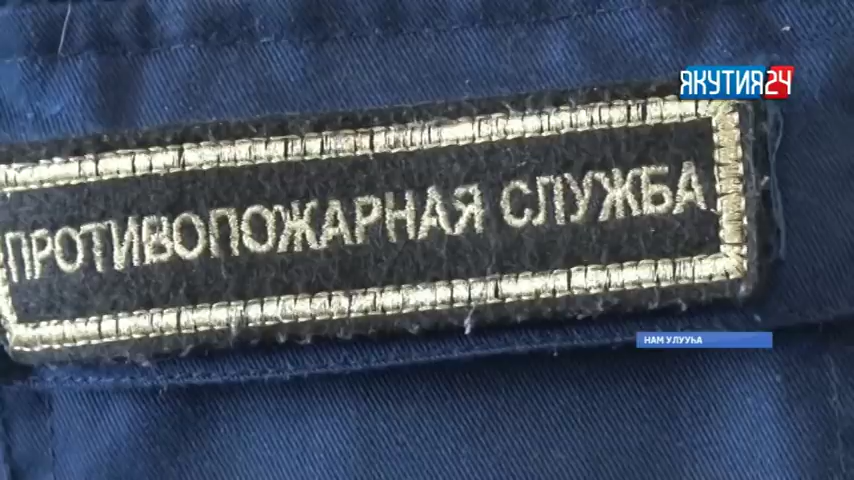 ЯКУТИЯ24
ПРОТИВОПОЖАРНАЯ СЛУЖБА
НАМ УЛУУҺА